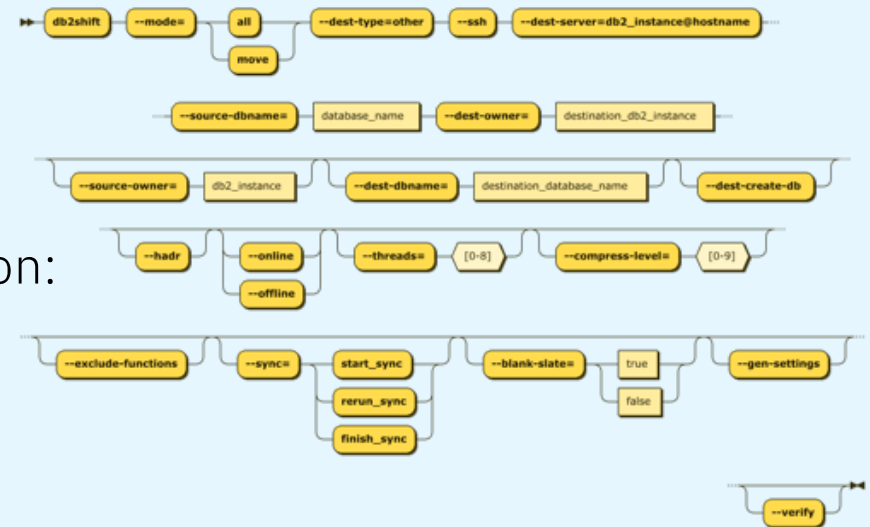 db2shift --mode= all --dest-type=other --ssh --dest-server=db2_instance@hostname
move
--source-dbname= database_name --dest-owner= destination_db2_instance
--source-owner= db2_instance --dest-dbname= destination_database_name --dest-create-db
on:
--hadr --online --threads= [0-8] --compress-level= [0-9]
--offline
--exclude-functions --sync= start_sync --blank-slate= true --gen-settings
rerun_sync false
finish_sync
--verify